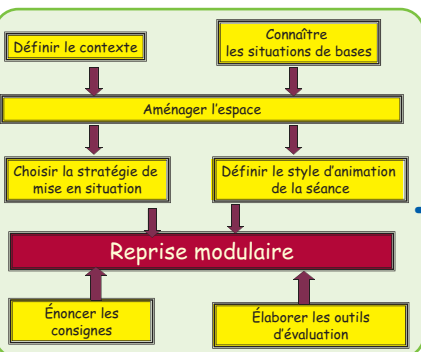 Définir le contexte
Connaître
les situations de bases
Aménager l'espace
Choisir la stratégie de
mise en situation
Définir le style d'animation
de la séance
Reprise modulaire
Énoncer les
consignes
Élaborer les outils
d'évaluation